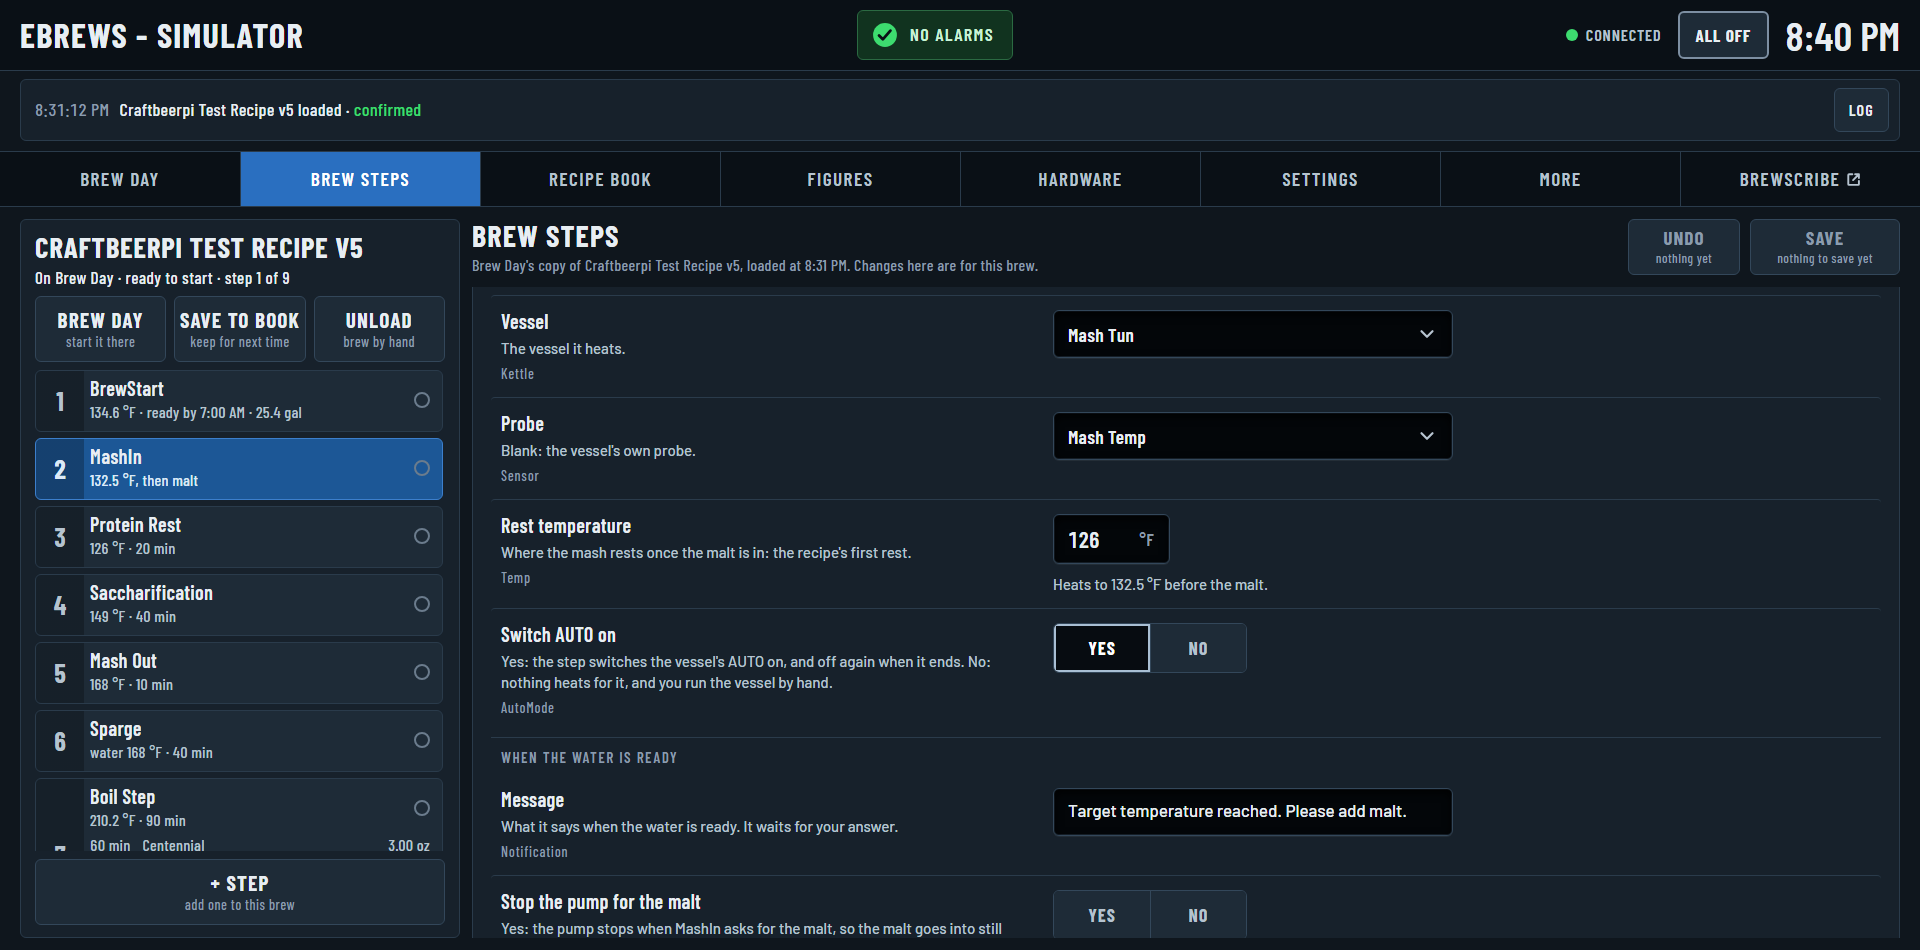 EBREWS - SIMULATOR
NO ALARMS
CONNECTED
ALL OFF
8:40 PM
8:31:12 PM Craftbeerpi Test Recipe v5 loaded · confirmed
LOG
BREW DAY
BREW STEPS
RECIPE BOOK
FIGURES
HARDWARE
SETTINGS
MORE
BREWSCRIBE
CRAFTBEERPI TEST RECIPE V5
On Brew Day · ready to start · step 1 of 9
BREW DAY
start it there
SAVE TO BOOK
keep for next time
UNLOAD
brew by hand
1
BrewStart
134.6 °F · ready by 7:00 AM · 25.4 gal
2
MashIn
132.5 °F, then malt
3
Protein Rest
126 °F · 20 min
4
Saccharification
149 °F · 40 min
5
Mash Out
168 °F · 10 min
6
Sparge
water 168 °F · 40 min
Boil Step
210.2 °F · 90 min
60 min Centennial 3.00 oz
+ STEP
add one to this brew
BREW STEPS
Brew Day's copy of Craftbeerpi Test Recipe v5, loaded at 8:31 PM. Changes here are for this brew.
UNDO
nothing yet
SAVE
nothing to save yet
Vessel
The vessel it heats.
Kettle
Mash Tun
Probe
Blank: the vessel's own probe.
Sensor
Mash Temp
Rest temperature
Where the mash rests once the malt is in: the recipe's first rest.
Temp
126 °F
Heats to 132.5 °F before the malt.
Switch AUTO on
Yes: the step switches the vessel's AUTO on, and off again when it ends. No:
nothing heats for it, and you run the vessel by hand.
AutoMode
YES
NO
WHEN THE WATER IS READY
Message
What it says when the water is ready. It waits for your answer.
Notification
Target temperature reached. Please add malt.
Stop the pump for the malt
Yes: the pump stops when MashIn asks for the malt, so the malt goes into still
YES
NO